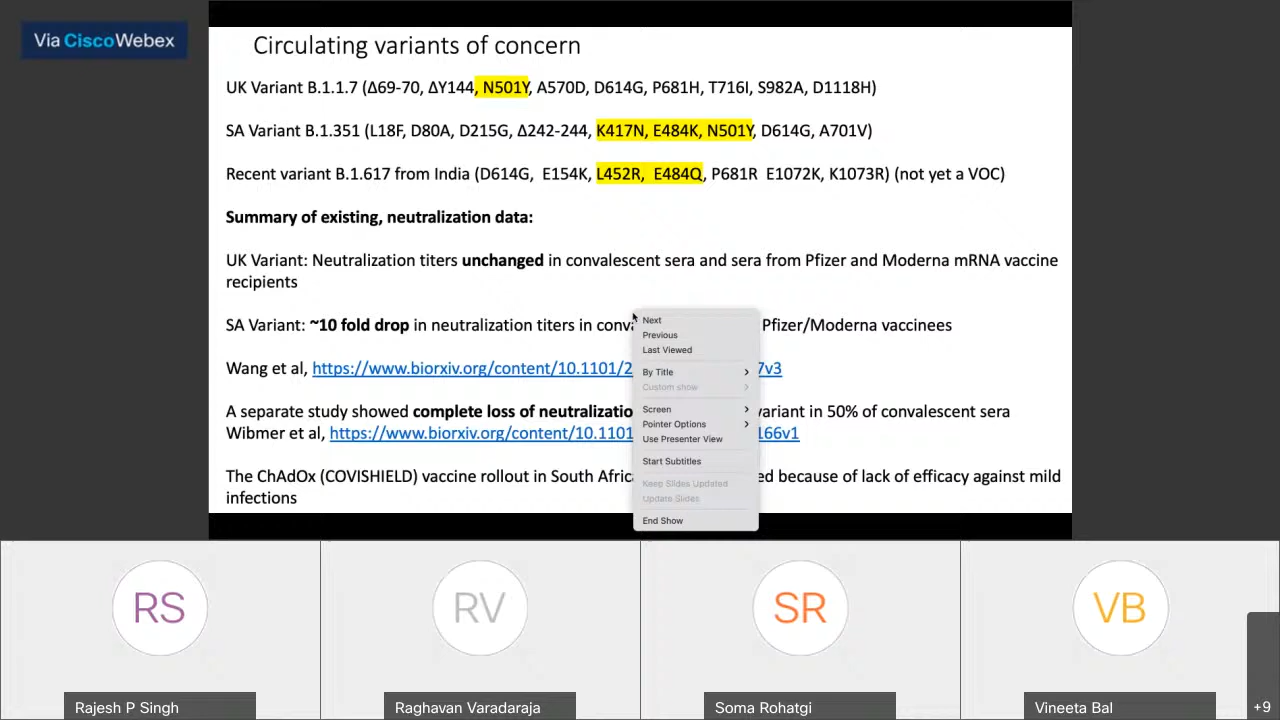 Via Cisco Webex
Circulating variants of concern
UK Variant B.1.1.7 (Δ69-70, ΔY144, N501Y, A570D, D614G, P681H, T716I, S982A, D1118H)
SA Variant B.1.351 (L18F, D80A, D215G, Δ242-244, K417N, E484K, N501Y, D614G, A701V)
Recent variant B.1.617 from India (D614G, E154K, L452R, E484Q, P681R E1072K, K1073R) (not yet a VOC)
Summary of existing, neutralization data:
UK Variant: Neutralization titers unchanged in convalescent sera and sera from Pfizer and Moderna mRNA vaccine
recipients
SA Variant: ~10 fold drop in neutralization titers in conva Pfizer/Moderna vaccinees
Wang et al, https://www.biorxiv.org/content/10.1101/2 7v3
A separate study showed complete loss of neutralizatio variant in 50% of convalescent sera
Wibmer et al, https://www.biorxiv.org/content/10.1101 166v1
The ChAdOx (COVISHIELD) vaccine rollout in South Africa ed because of lack of efficacy against mild
infections
Next
Previous
Last Viewed
By Title
Custom show
Screen
Pointer Options
Use Presenter View
Start Subtitles
Keep Slides Updated
Update Slides
End Show
RS
RV
SR
VB
Rajesh P Singh
Raghavan Varadaraja
Soma Rohatgi
Vineeta Bal
+9